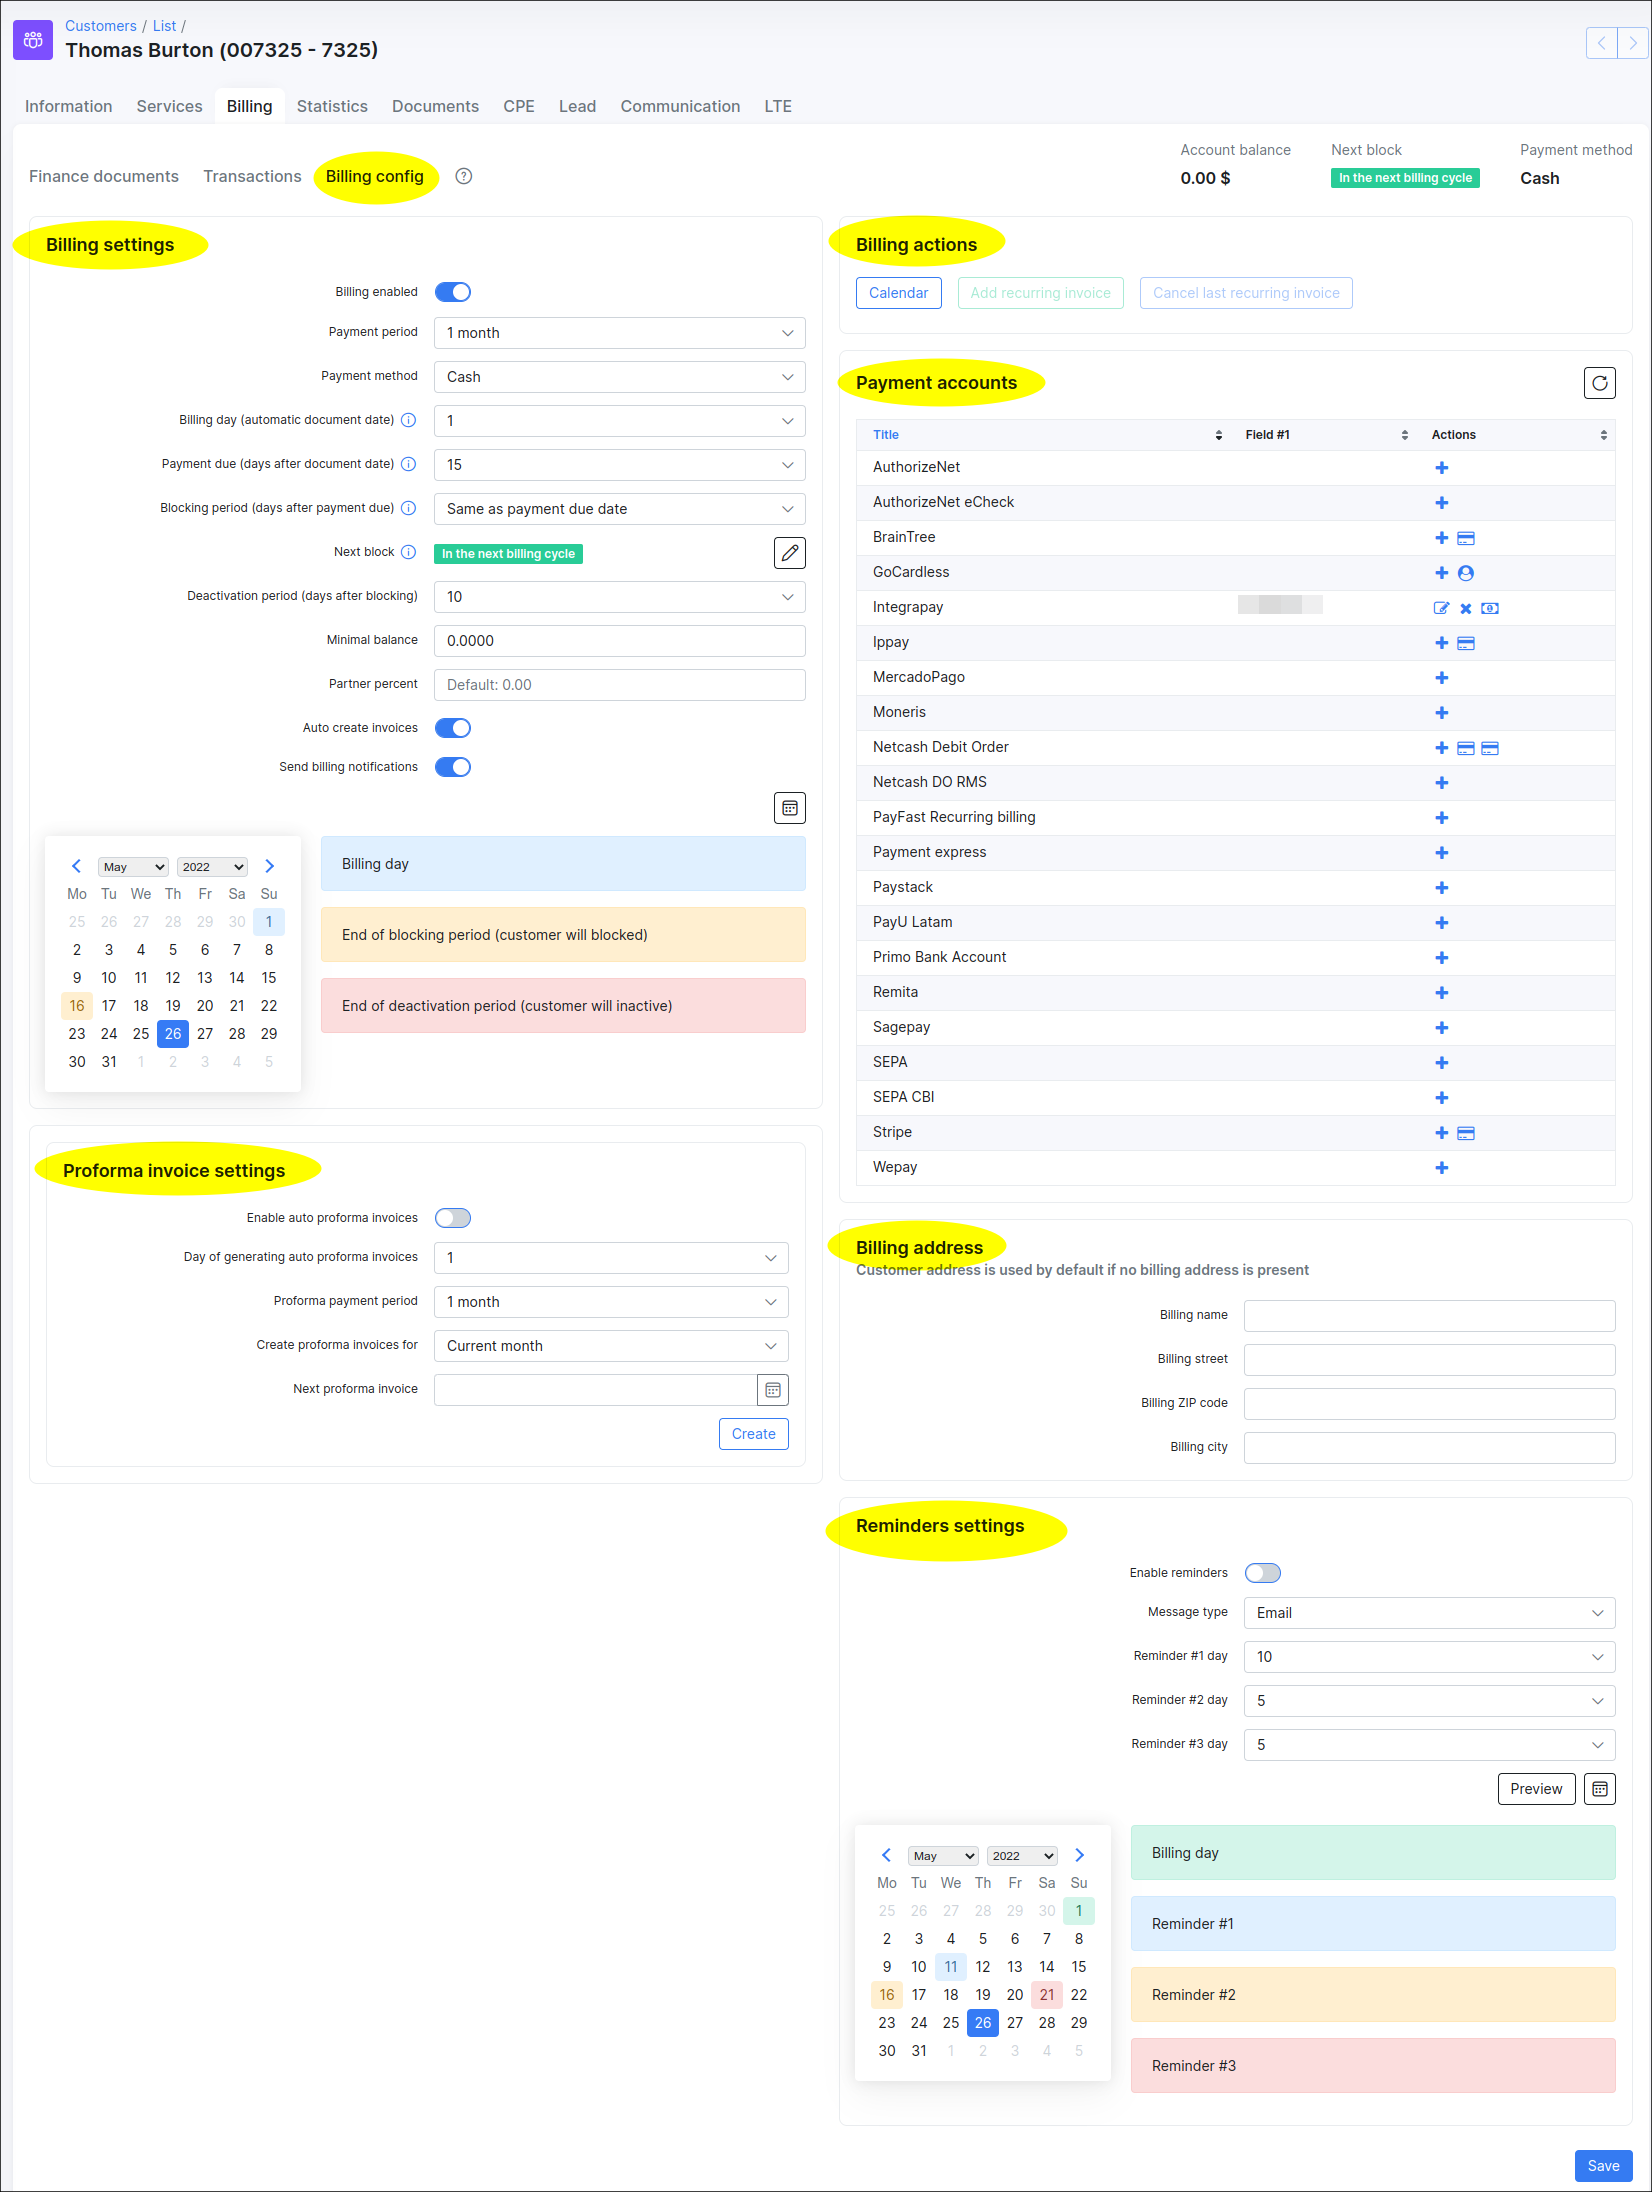 Customers / List /
Thomas Burton (007325 - 7325)
Information Services Billing Statistics Documents CPE Lead Communication LTE
Finance documents Transactions Billing config ?
Account balance Next block Payment method
0.00 $ In the next billing cycle Cash
Billing settings
Billing enabled
Payment period 1 month
Payment method Cash
Billing day (automatic document date) 1
Payment due (days after document date) 15
Blocking period (days after payment due) Same as payment due date
Next block In the next billing cycle
Deactivation period (days after blocking) 10
Minimal balance 0.0000
Partner percent Default: 0.00
Auto create invoices
Send billing notifications
May 2022
Mo Tu We Th Fr Sa Su
25 26 27 28 29 30 1
2 3 4 5 6 7 8
9 10 11 12 13 14 15
16 17 18 19 20 21 22
23 24 25 26 27 28 29
30 31 1 2 3 4 5
Billing day
End of blocking period (customer will blocked)
End of deactivation period (customer will inactive)
Proforma invoice settings
Enable auto proforma invoices
Day of generating auto proforma invoices 1
Proforma payment period 1 month
Create proforma invoices for Current month
Next proforma invoice
Create
Billing actions
Calendar Add recurring invoice Cancel last recurring invoice
Payment accounts
Title Field #1 Actions
AuthorizeNet
AuthorizeNet eCheck
BrainTree
GoCardless
Integrapay
Ippay
MercadoPago
Moneris
Netcash Debit Order
Netcash DO RMS
PayFast Recurring billing
Payment express
Paystack
PayU Latam
Primo Bank Account
Remita
Sagepay
SEPA
SEPA CBI
Stripe
Wepay
Billing address
Customer address is used by default if no billing address is present
Billing name
Billing street
Billing ZIP code
Billing city
Reminders settings
Enable reminders
Message type Email
Reminder #1 day 10
Reminder #2 day 5
Reminder #3 day 5
Preview
May 2022
Mo Tu We Th Fr Sa Su
25 26 27 28 29 30 1
2 3 4 5 6 7 8
9 10 11 12 13 14 15
16 17 18 19 20 21 22
23 24 25 26 27 28 29
30 31 1 2 3 4 5
Billing day
Reminder #1
Reminder #2
Reminder #3
Save